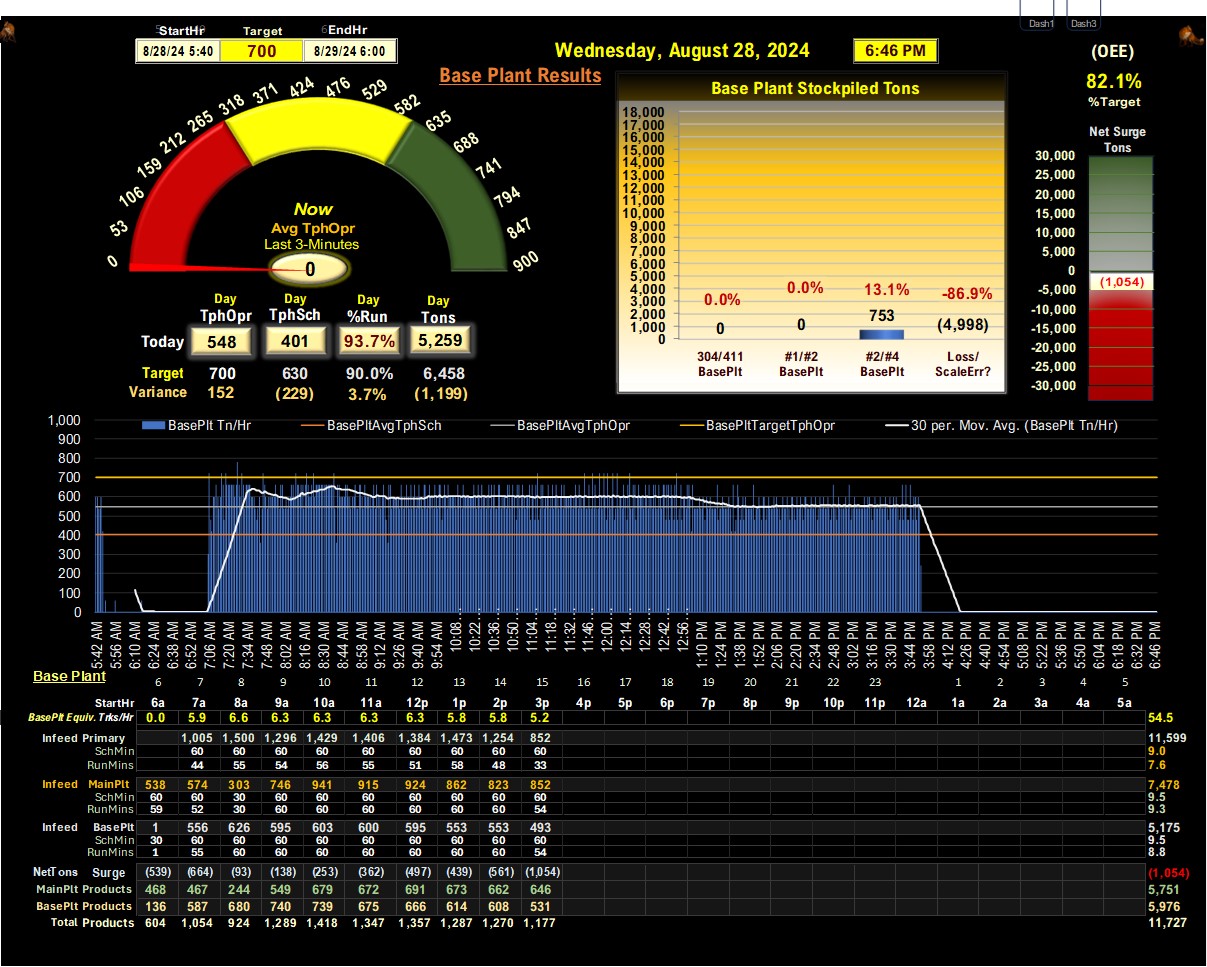 Dash1 Dash3
StartHr Target EndHr
8/28/24 5:40 700 8/29/24 6:00
Wednesday, August 28, 2024 6:46 PM
(OEE)
82.1%
%Target
Base Plant Results
0 53 106 159 212 265 318 371 424 476 529 582 635 688 741 794 847 900
Now
Avg TphOpr
Last 3-Minutes
0
Day Day Day Day
TphOpr TphSch %Run Tons
Today 548 401 93.7% 5,259
Target 700 630 90.0% 6,458
Variance 152 (229) 3.7% (1,199)
Base Plant Stockpiled Tons
18,000
17,000
16,000
15,000
14,000
13,000
12,000
11,000
10,000
9,000
8,000
7,000
6,000
5,000
4,000
3,000
2,000
1,000
0
0.0% 0.0% 13.1% -86.9%
0 0 753 (4,998)
304/411 #1/#2 #2/#4 Loss/
BasePlt BasePlt BasePlt ScaleErr?
Net Surge
Tons
30,000
25,000
20,000
15,000
10,000
5,000
0
(1,054)
-5,000
-10,000
-15,000
-20,000
-25,000
-30,000
BasePlt Tn/Hr BasePltAvgTphSch BasePltAvgTphOpr BasePltTargetTphOpr 30 per. Mov. Avg. (BasePlt Tn/Hr)
1,000
900
800
700
600
500
400
300
200
100
0
5:42 AM 5:56 AM 6:10 AM 6:24 AM 6:38 AM 6:52 AM 7:06 AM 7:20 AM 7:34 AM 7:48 AM 8:02 AM 8:16 AM 8:30 AM 8:44 AM 8:58 AM 9:12 AM 9:26 AM 9:40 AM 9:54 AM 10:08... 10:22... 10:36... 10:50... 11:04... 11:18... 11:32... 11:46... 12:00... 12:14... 12:28... 12:42... 12:56... 1:10 PM 1:24 PM 1:38 PM 1:52 PM 2:06 PM 2:20 PM 2:34 PM 2:48 PM 3:02 PM 3:16 PM 3:30 PM 3:44 PM 3:58 PM 4:12 PM 4:26 PM 4:40 PM 4:54 PM 5:08 PM 5:22 PM 5:36 PM 5:50 PM 6:04 PM 6:18 PM 6:32 PM 6:46 PM
Base Plant 6 7 8 9 10 11 12 13 14 15 16 17 18 19 20 21 22 23 1 2 3 4 5
StartHr 6a 7a 8a 9a 10a 11a 12p 1p 2p 3p 4p 5p 6p 7p 8p 9p 10p 11p 12a 1a 2a 3a 4a 5a
BasePlt Equiv. Trks/Hr 0.0 5.9 6.6 6.3 6.3 6.3 6.3 5.8 5.8 5.2 54.5
Infeed Primary 1,005 1,500 1,296 1,429 1,406 1,384 1,473 1,254 852 11,599
SchMin 60 60 60 60 60 60 60 60 60 9.0
RunMins 44 55 54 56 55 51 58 48 33 7.6
Infeed MainPlt 538 574 303 746 941 915 924 862 823 852 7,478
SchMin 60 60 30 60 60 60 60 60 60 60 9.5
RunMins 59 52 30 60 60 60 60 60 60 54 9.3
Infeed BasePlt 1 556 626 595 603 600 595 553 553 493 5,175
SchMin 30 60 60 60 60 60 60 60 60 60 9.5
RunMins 1 55 60 60 60 60 60 60 60 54 8.8
NetTons Surge (539) (664) (93) (138) (253) (362) (497) (439) (561) (1,054) (1,054)
MainPlt Products 468 467 244 549 679 672 691 673 662 646 5,751
BasePlt Products 136 587 680 740 739 675 666 614 608 531 5,976
Total Products 604 1,054 924 1,289 1,418 1,347 1,357 1,287 1,270 1,177 11,727